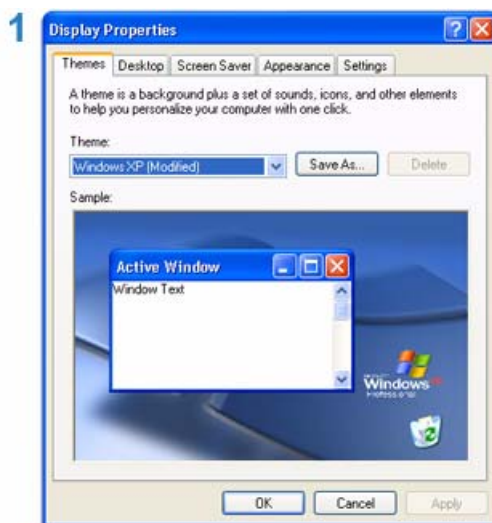 1
Display Properties
Themes Desktop Screen Saver Appearance Settings
A theme is a background plus a set of sounds, icons, and other elements
to help you personalize your computer with one click.
Theme:
Windows XP (Modified) Save As... Delete
Sample:
Active Window
Window Text
Windows xp
Professional
OK Cancel Apply